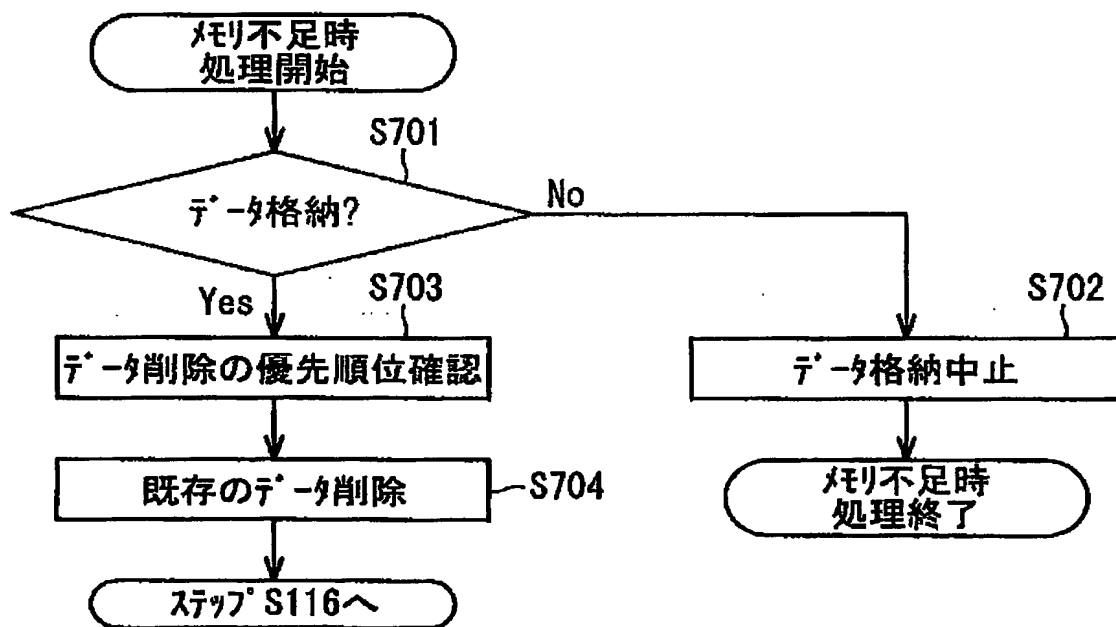 ﾒﾓﾘ不足時
処理開始
S701
ﾃﾞｰﾀ格納?
No
Yes
S703
S702
ﾃﾞｰﾀ削除の優先順位確認
ﾃﾞｰﾀ格納中止
既存のﾃﾞｰﾀ削除
S704
ﾒﾓﾘ不足時
処理終了
ｽﾃｯﾌﾟS116へ